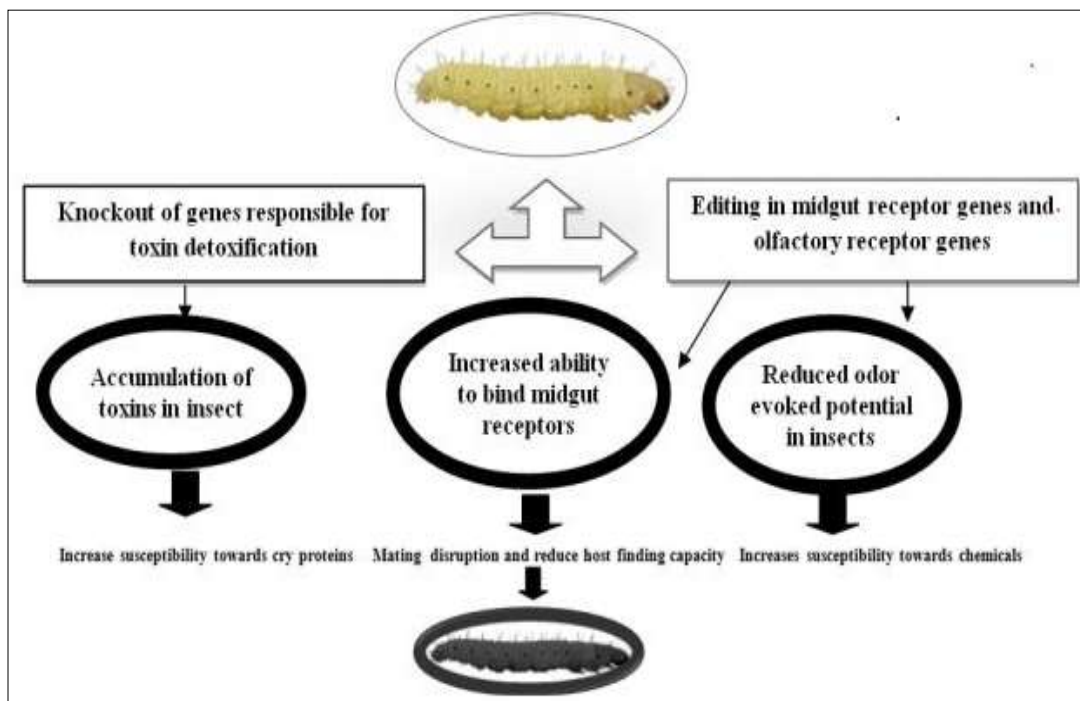 Knockout of genes responsible for
toxin detoxification
Editing in midgut receptor genes and
olfactory receptor genes
Accumulation of
toxins in insect
Increased ability
to bind midgut
receptors
Reduced odor
evoked potential
in insects
Increase susceptibility towards cry proteins
Mating disruption and reduce host finding capacity
Increases susceptibility towards chemicals